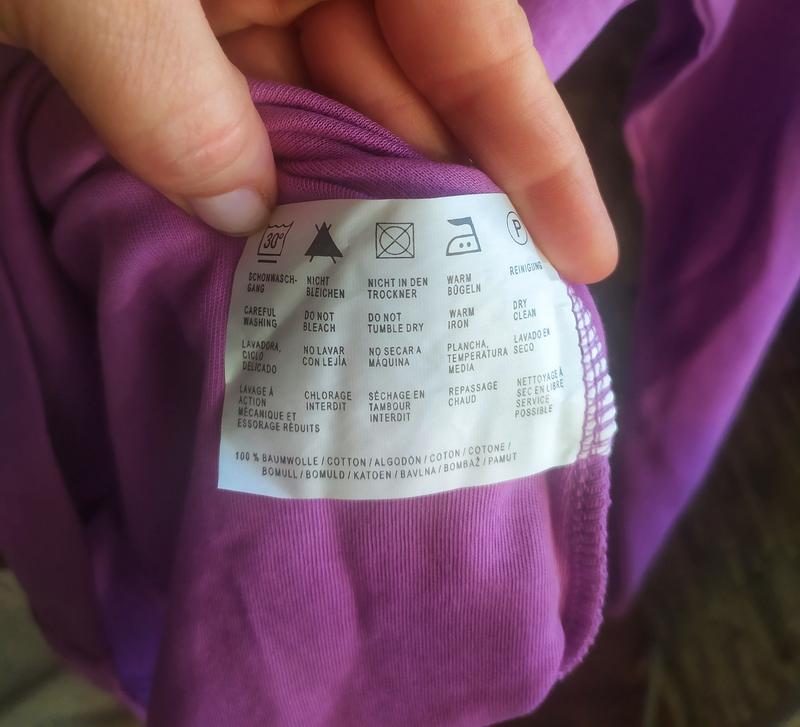 30°
P
SCHONWASCH-
GANG
NICHT
BLEICHEN
NICHT IN DEN
TROCKNER
WARM
BÜGELN
REINIGUNG
CAREFUL
WASHING
DO NOT
BLEACH
DO NOT
TUMBLE DRY
WARM
IRON
DRY
CLEAN
LAVADORA,
CICLO
DELICADO
NO LAVAR
CON LEJÍA
NO SECAR A
MÁQUINA
PLANCHA,
TEMPERATURA
MEDIA
LAVADO EN
SECO
LAVAGE À
ACTION
MÉCANIQUE ET
ESSORAGE RÉDUITS
CHLORAGE
INTERDIT
SÉCHAGE EN
TAMBOUR
INTERDIT
REPASSAGE
CHAUD
NETTOYAGE À
SEC EN LIBRE
SERVICE
POSSIBLE
100 % BAUMWOLLE / COTTON / ALGODÓN / COTON / COTONE /
BOMULL / BOMULD / KATOEN / BAVLNA / BOMBAŽ / PAMUT